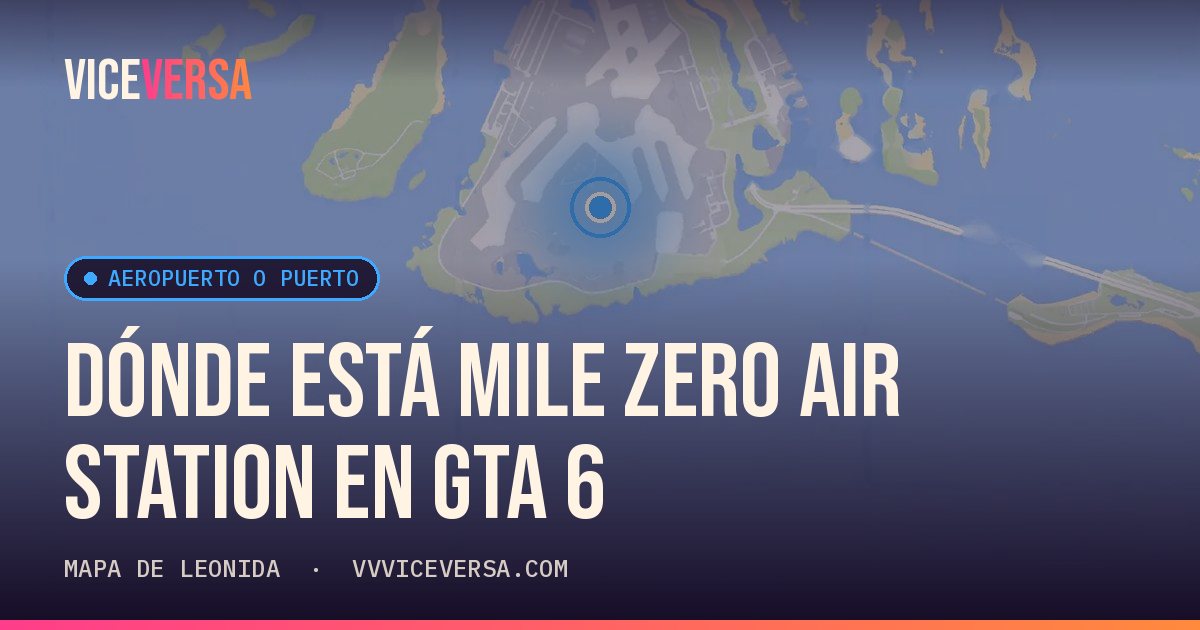 VICEVERSA
AEROPUERTO O PUERTO
DÓNDE ESTÁ MILE ZERO AIR
STATION EN GTA 6
MAPA DE LEONIDA · VVVICEVERSA.COM